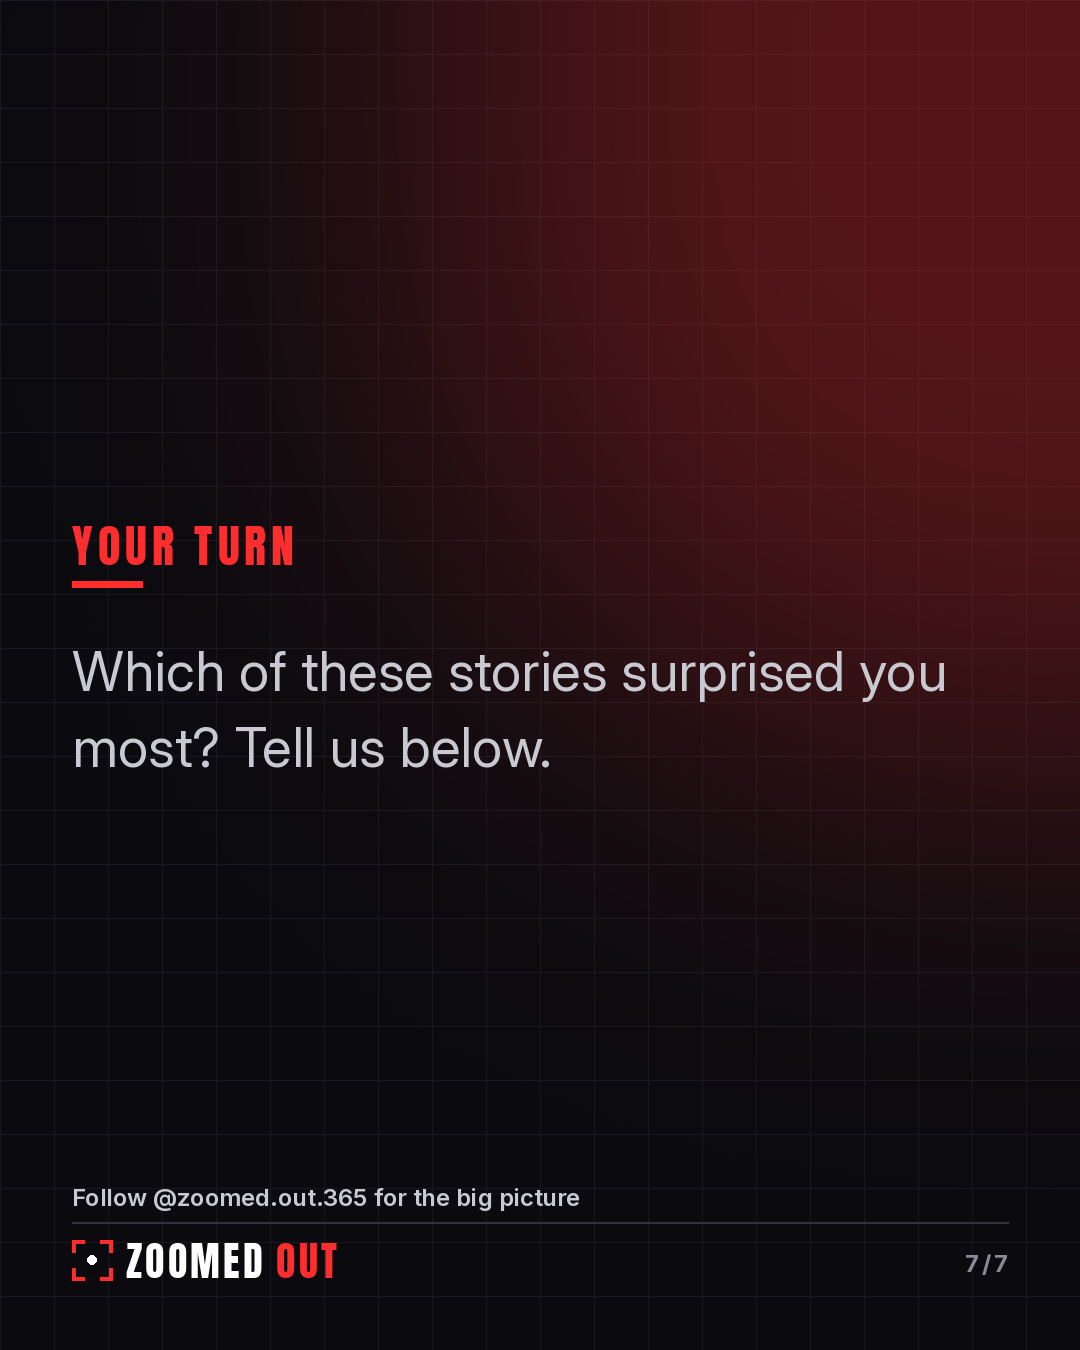 YOUR TURN
Which of these stories surprised you
most? Tell us below.
Follow @zoomed.out.365 for the big picture
ZOOMED OUT
7/7